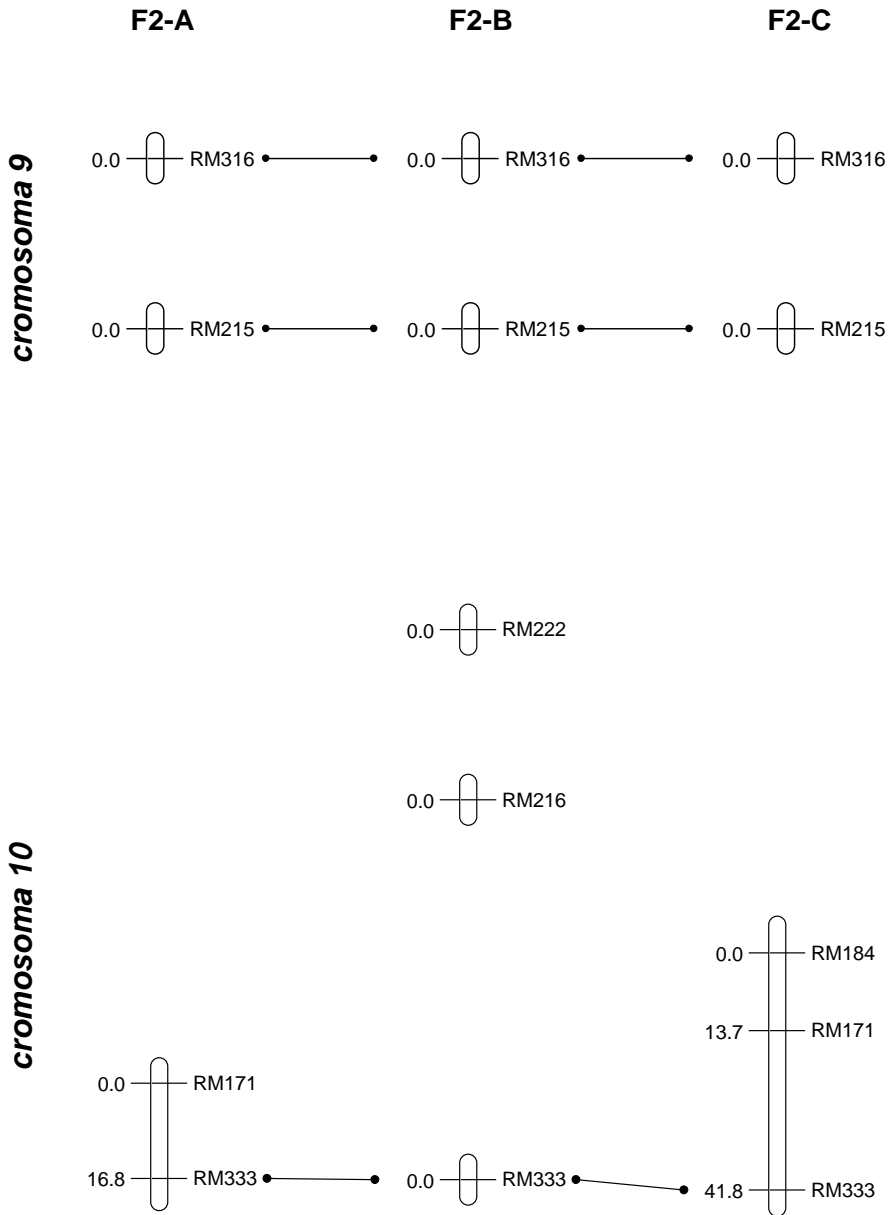 F2-A F2-B F2-C
cromosoma 9
0.0 RM316 0.0 RM316 0.0 RM316
0.0 RM215 0.0 RM215 0.0 RM215
cromosoma 10
0.0 RM222
0.0 RM216
0.0 RM184
13.7 RM171
0.0 RM171
16.8 RM333 0.0 RM333 41.8 RM333